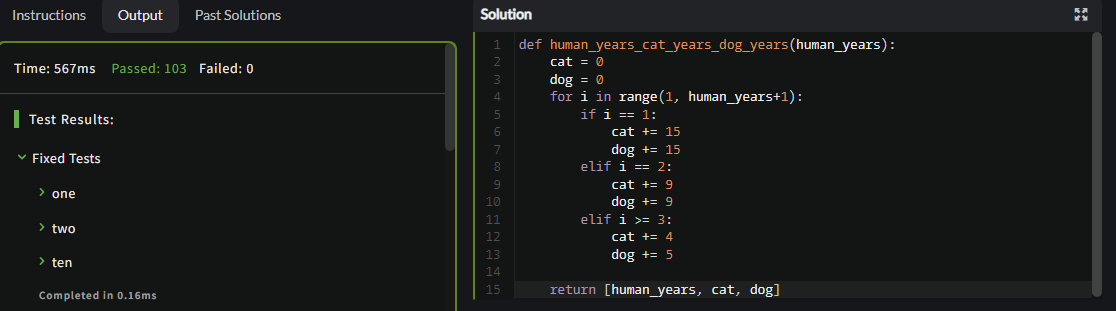 Instructions Output Past Solutions
Time: 567ms Passed: 103 Failed: 0
Test Results:
Fixed Tests
one
two
ten
Completed in 0.16ms
Solution
1 def human_years_cat_years_dog_years(human_years):
2     cat = 0
3     dog = 0
4     for i in range(1, human_years+1):
5         if i == 1:
6             cat += 15
7             dog += 15
8         elif i == 2:
9             cat += 9
10             dog += 9
11         elif i >= 3:
12             cat += 4
13             dog += 5
14
15     return [human_years, cat, dog]